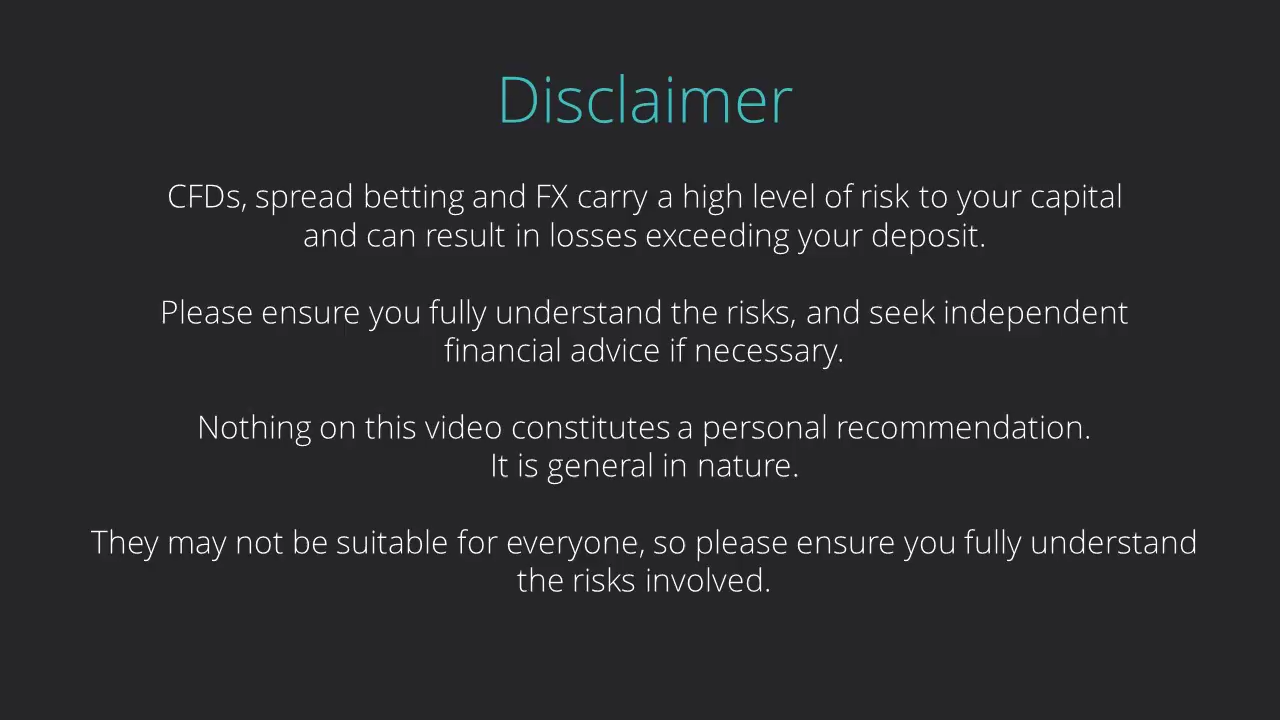 Disclaimer
CFDs, spread betting and FX carry a high level of risk to your capital
and can result in losses exceeding your deposit.
Please ensure you fully understand the risks, and seek independent
financial advice if necessary.
Nothing on this video constitutes a personal recommendation.
It is general in nature.
They may not be suitable for everyone, so please ensure you fully understand
the risks involved.